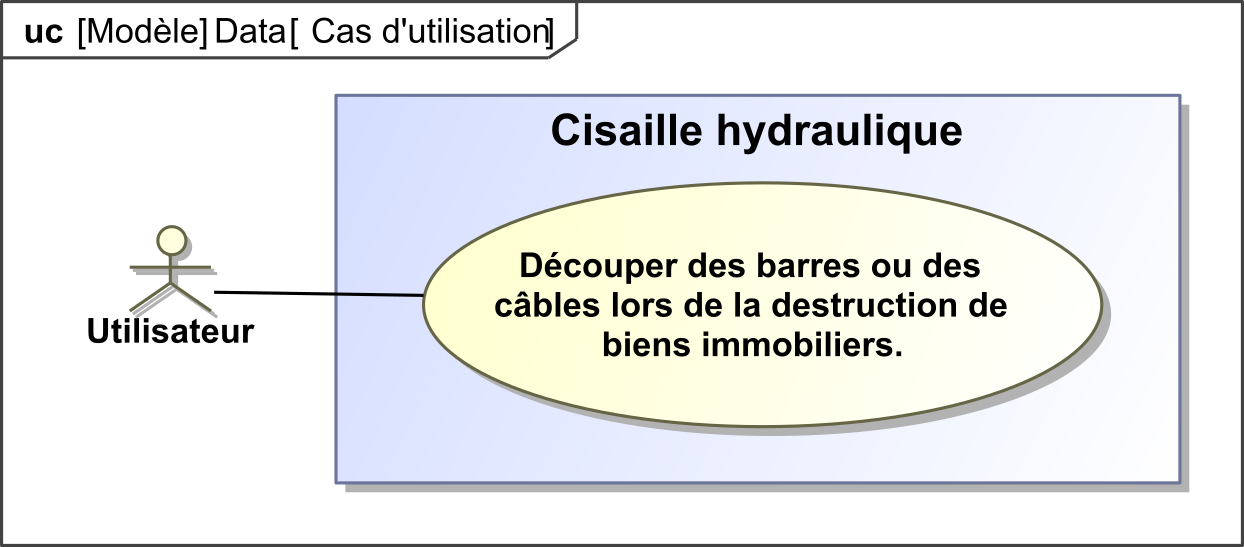 uc [Modèle] Data[ Cas d'utilisation]
Cisaille hydraulique
Découper des barres ou des
câbles lors de la destruction de
biens immobiliers.
Utilisateur